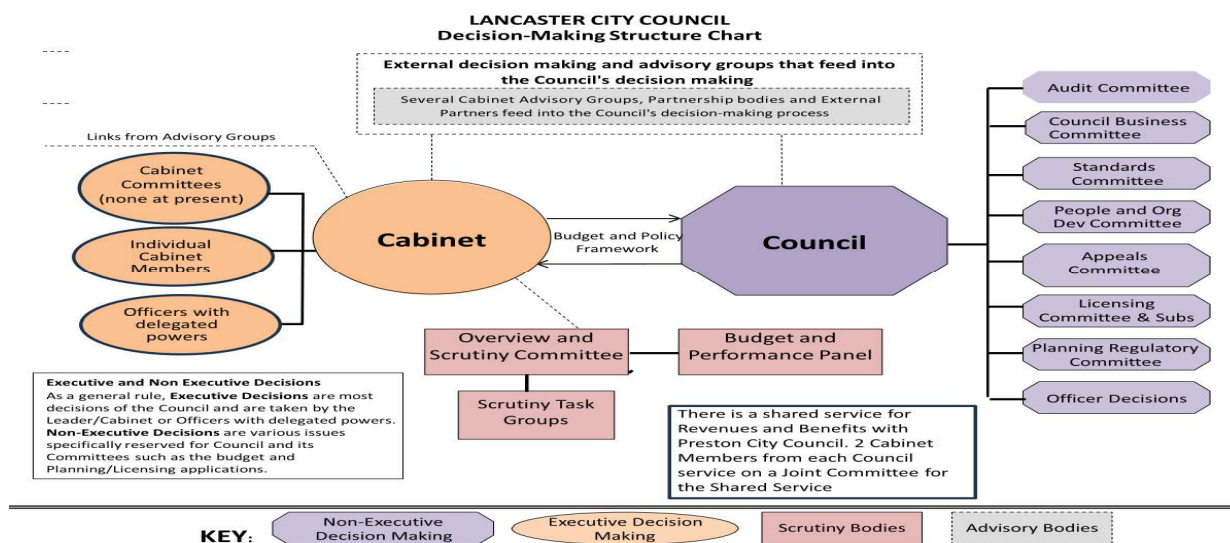 LANCASTER CITY COUNCIL
Decision-Making Structure Chart
External decision making and advisory groups that feed into
the Council's decision making
Several Cabinet Advisory Groups, Partnership bodies and External
Partners feed into the Council's decision-making process
Links from Advisory Groups
Cabinet
Committees
(none at present)
Individual
Cabinet
Members
Officers with
delegated
powers
Cabinet
Budget and Policy
Framework
Council
Audit Committee
Council Business
Committee
Standards
Committee
People and Org
Dev Committee
Appeals
Committee
Licensing
Committee & Subs
Planning Regulatory
Committee
Officer Decisions
Overview and
Scrutiny Committee
Budget and
Performance Panel
Scrutiny Task
Groups
Executive and Non Executive Decisions
As a general rule, Executive Decisions are most
decisions of the Council and are taken by the
Leader/Cabinet or Officers with delegated powers.
Non-Executive Decisions are various issues
specifically reserved for Council and its
Committees such as the budget and
Planning/Licensing applications.
There is a shared service for
Revenues and Benefits with
Preston City Council. 2 Cabinet
Members from each Council
service on a Joint Committee for
the Shared Service
KEY:
Non-Executive
Decision Making
Executive Decision
Making
Scrutiny Bodies
Advisory Bodies